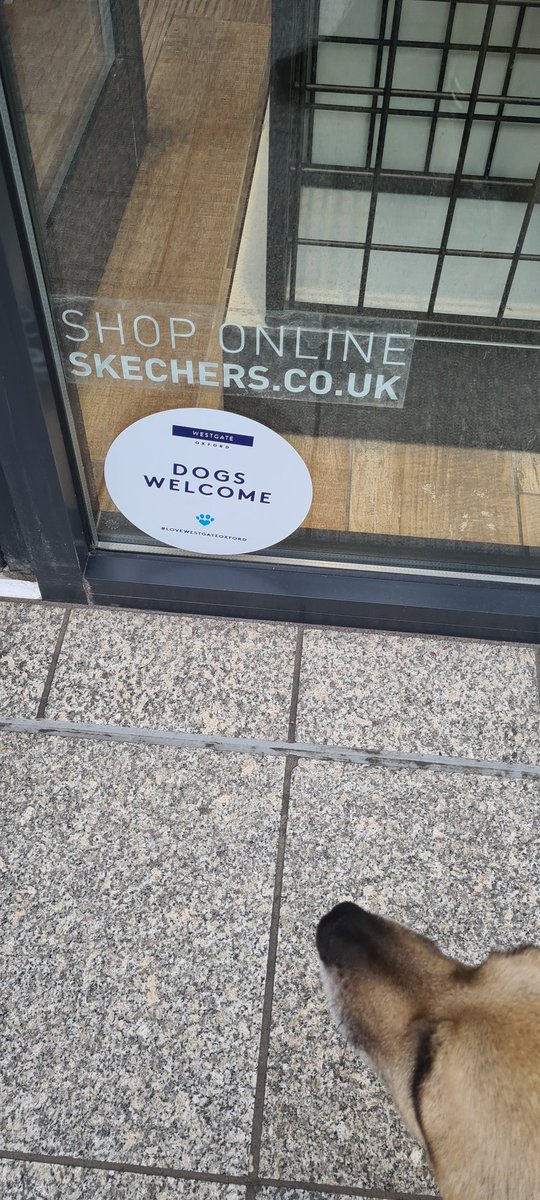 SHOP ONLINE
SKECHERS.CO.UK
WESTGATE
OXFORD
DOGS
WELCOME
#LOVEWESTGATEOXFORD